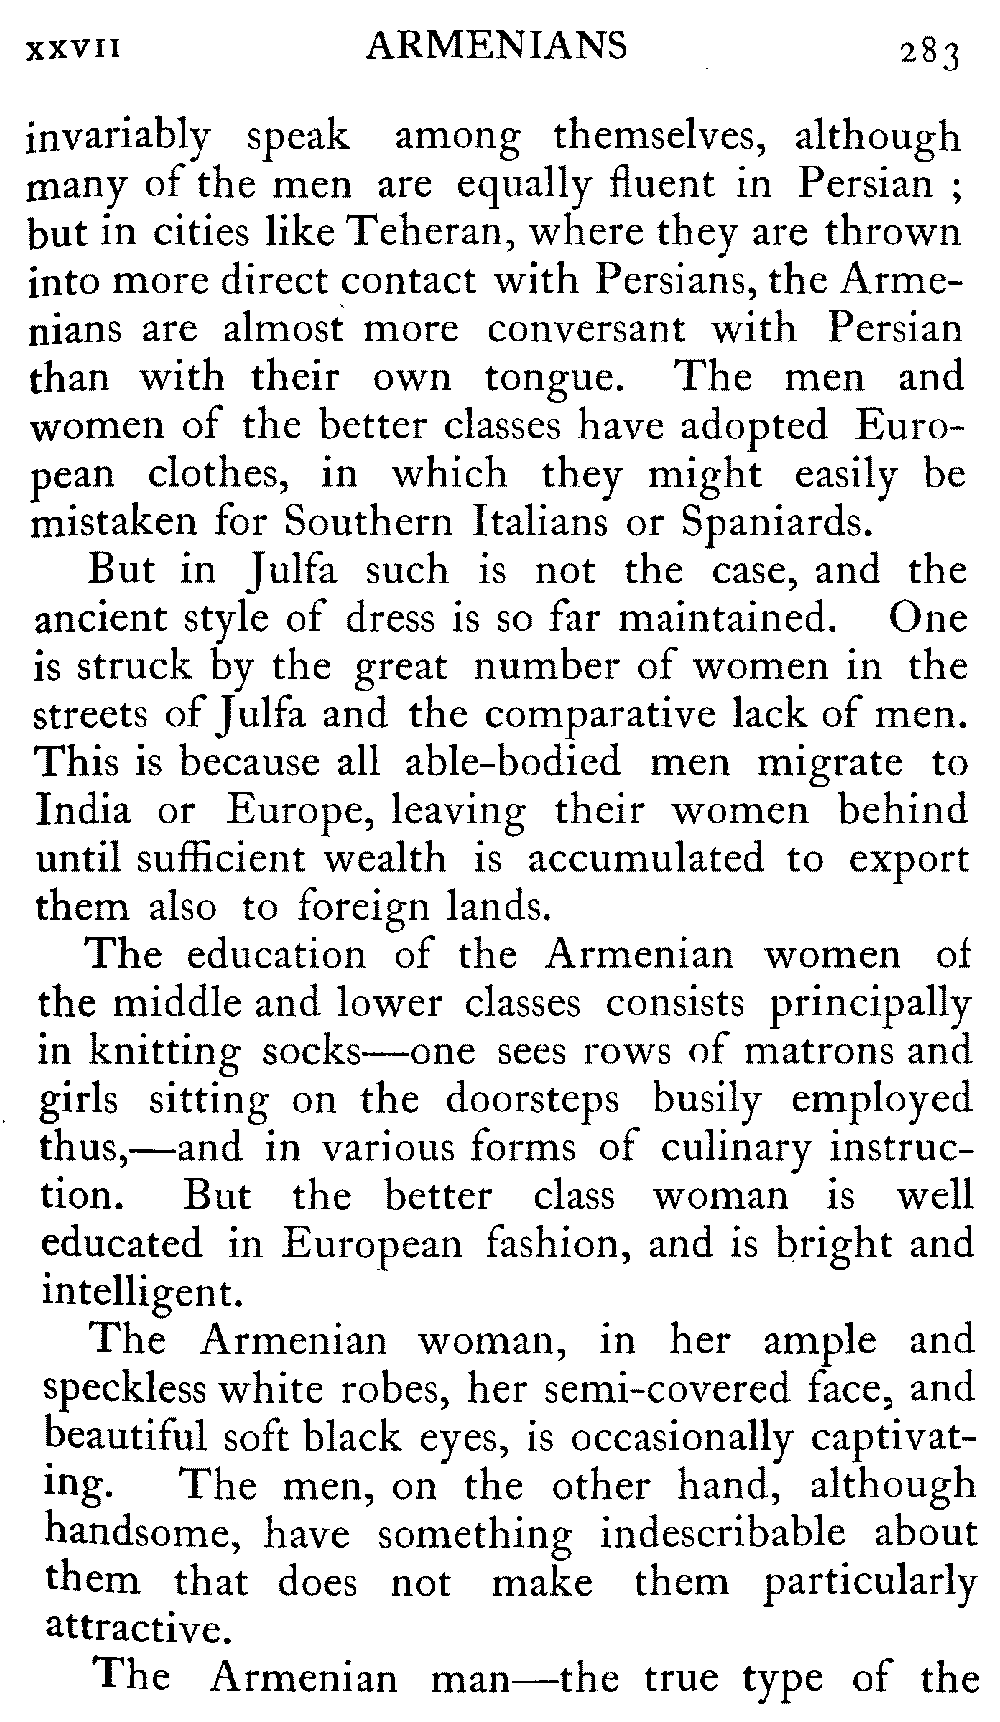 XXVII ARMENIANS 283
invariably speak among themselves, although
many of the men are equally fluent in Persian ;
but in cities like Teheran, where they are thrown
into more direct contact with Persians, the Arme-
nians are almost more conversant with Persian
than with their own tongue. The men and
women of the better classes have adopted Euro-
pean clothes, in which they might easily be
mistaken for Southern Italians or Spaniards.
But in Julfa such is not the case, and the
ancient style of dress is so far maintained. One
is struck by the great number of women in the
streets of Julfa and the comparative lack of men.
This is because all able-bodied men migrate to
India or Europe, leaving their women behind
until sufficient wealth is accumulated to export
them also to foreign lands.
The education of the Armenian women of
the middle and lower classes consists principally
in knitting socks—one sees rows of matrons and
girls sitting on the doorsteps busily employed
thus,—and in various forms of culinary instruc-
tion. But the better class woman is well
educated in European fashion, and is bright and
intelligent.
The Armenian woman, in her ample and
speckless white robes, her semi-covered face, and
beautiful soft black eyes, is occasionally captivat-
ing. The men, on the other hand, although
handsome, have something indescribable about
them that does not make them particularly
attractive.
The Armenian man—the true type of the